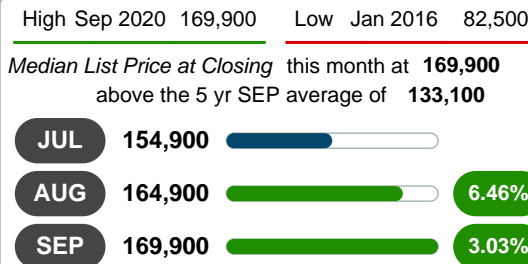 High Sep 2020 169,900 Low Jan 2016 82,500
Median List Price at Closing this month at 169,900
above the 5 yr SEP average of 133,100
JUL 154,900
AUG 164,900 6.46%
SEP 169,900 3.03%